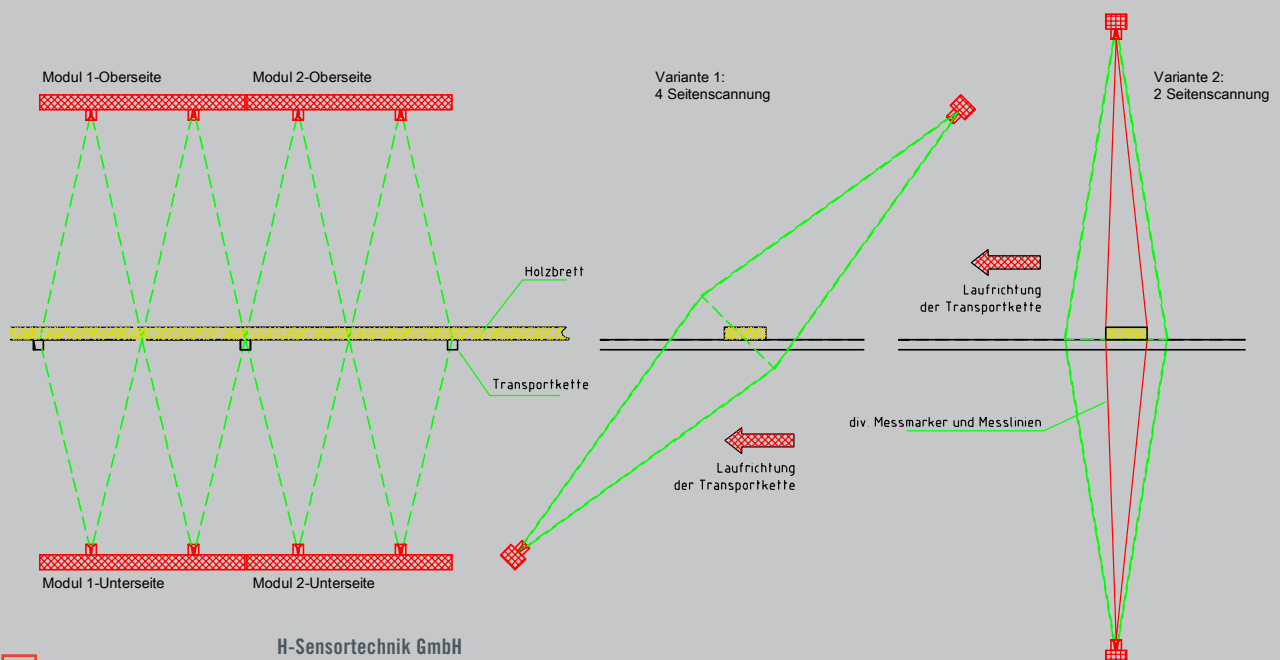 Modul 1-Oberseite
Modul 2-Oberseite
Holzbrett
Transportkette
Modul 1-Unterseite
Modul 2-Unterseite
Variante 1:
4 Seitenscannung
Laufrichtung
der Transportkette
Variante 2:
2 Seitenscannung
Laufrichtung
der Transportkette
div. Messmarker und Messlinien
H-Sensortechnik GmbH